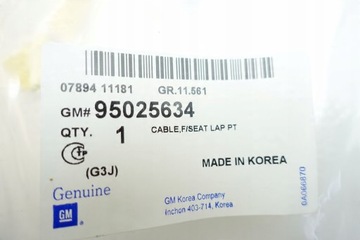 07894 11181 GR.11.561
GM# 95025634
QTY. 1 CABLE,F/SEAT LAP PT
(G3J) MADE IN KOREA
Genuine
GM
GM Korea Company
Inchon 403-714, Korea
6A066870